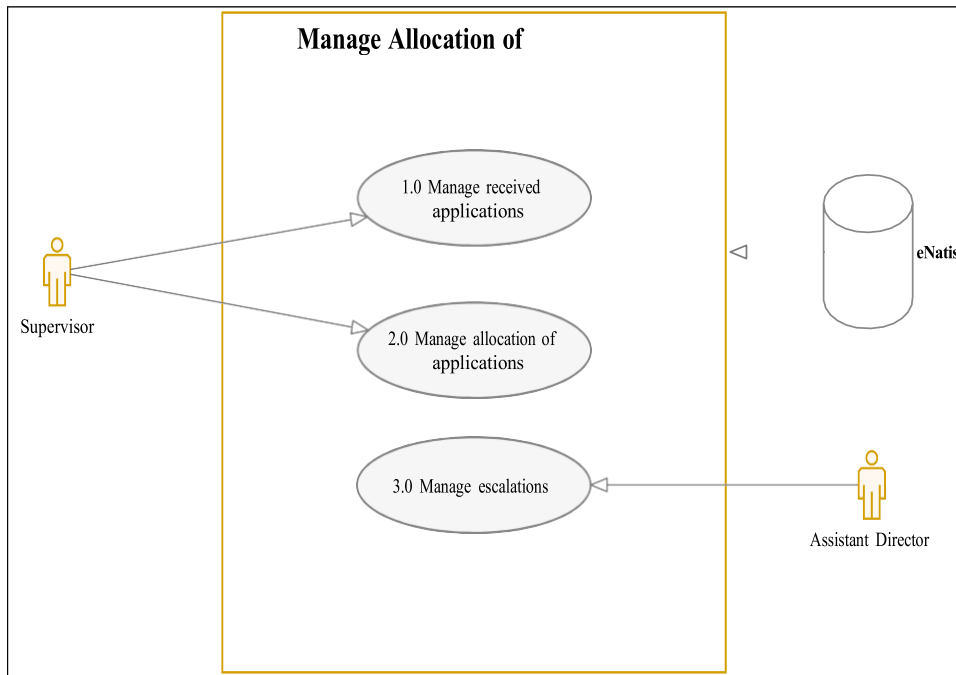 Manage Allocation of
1.0 Manage received
applications
eNatis
Supervisor
2.0 Manage allocation of
applications
3.0 Manage escalations
Assistant Director